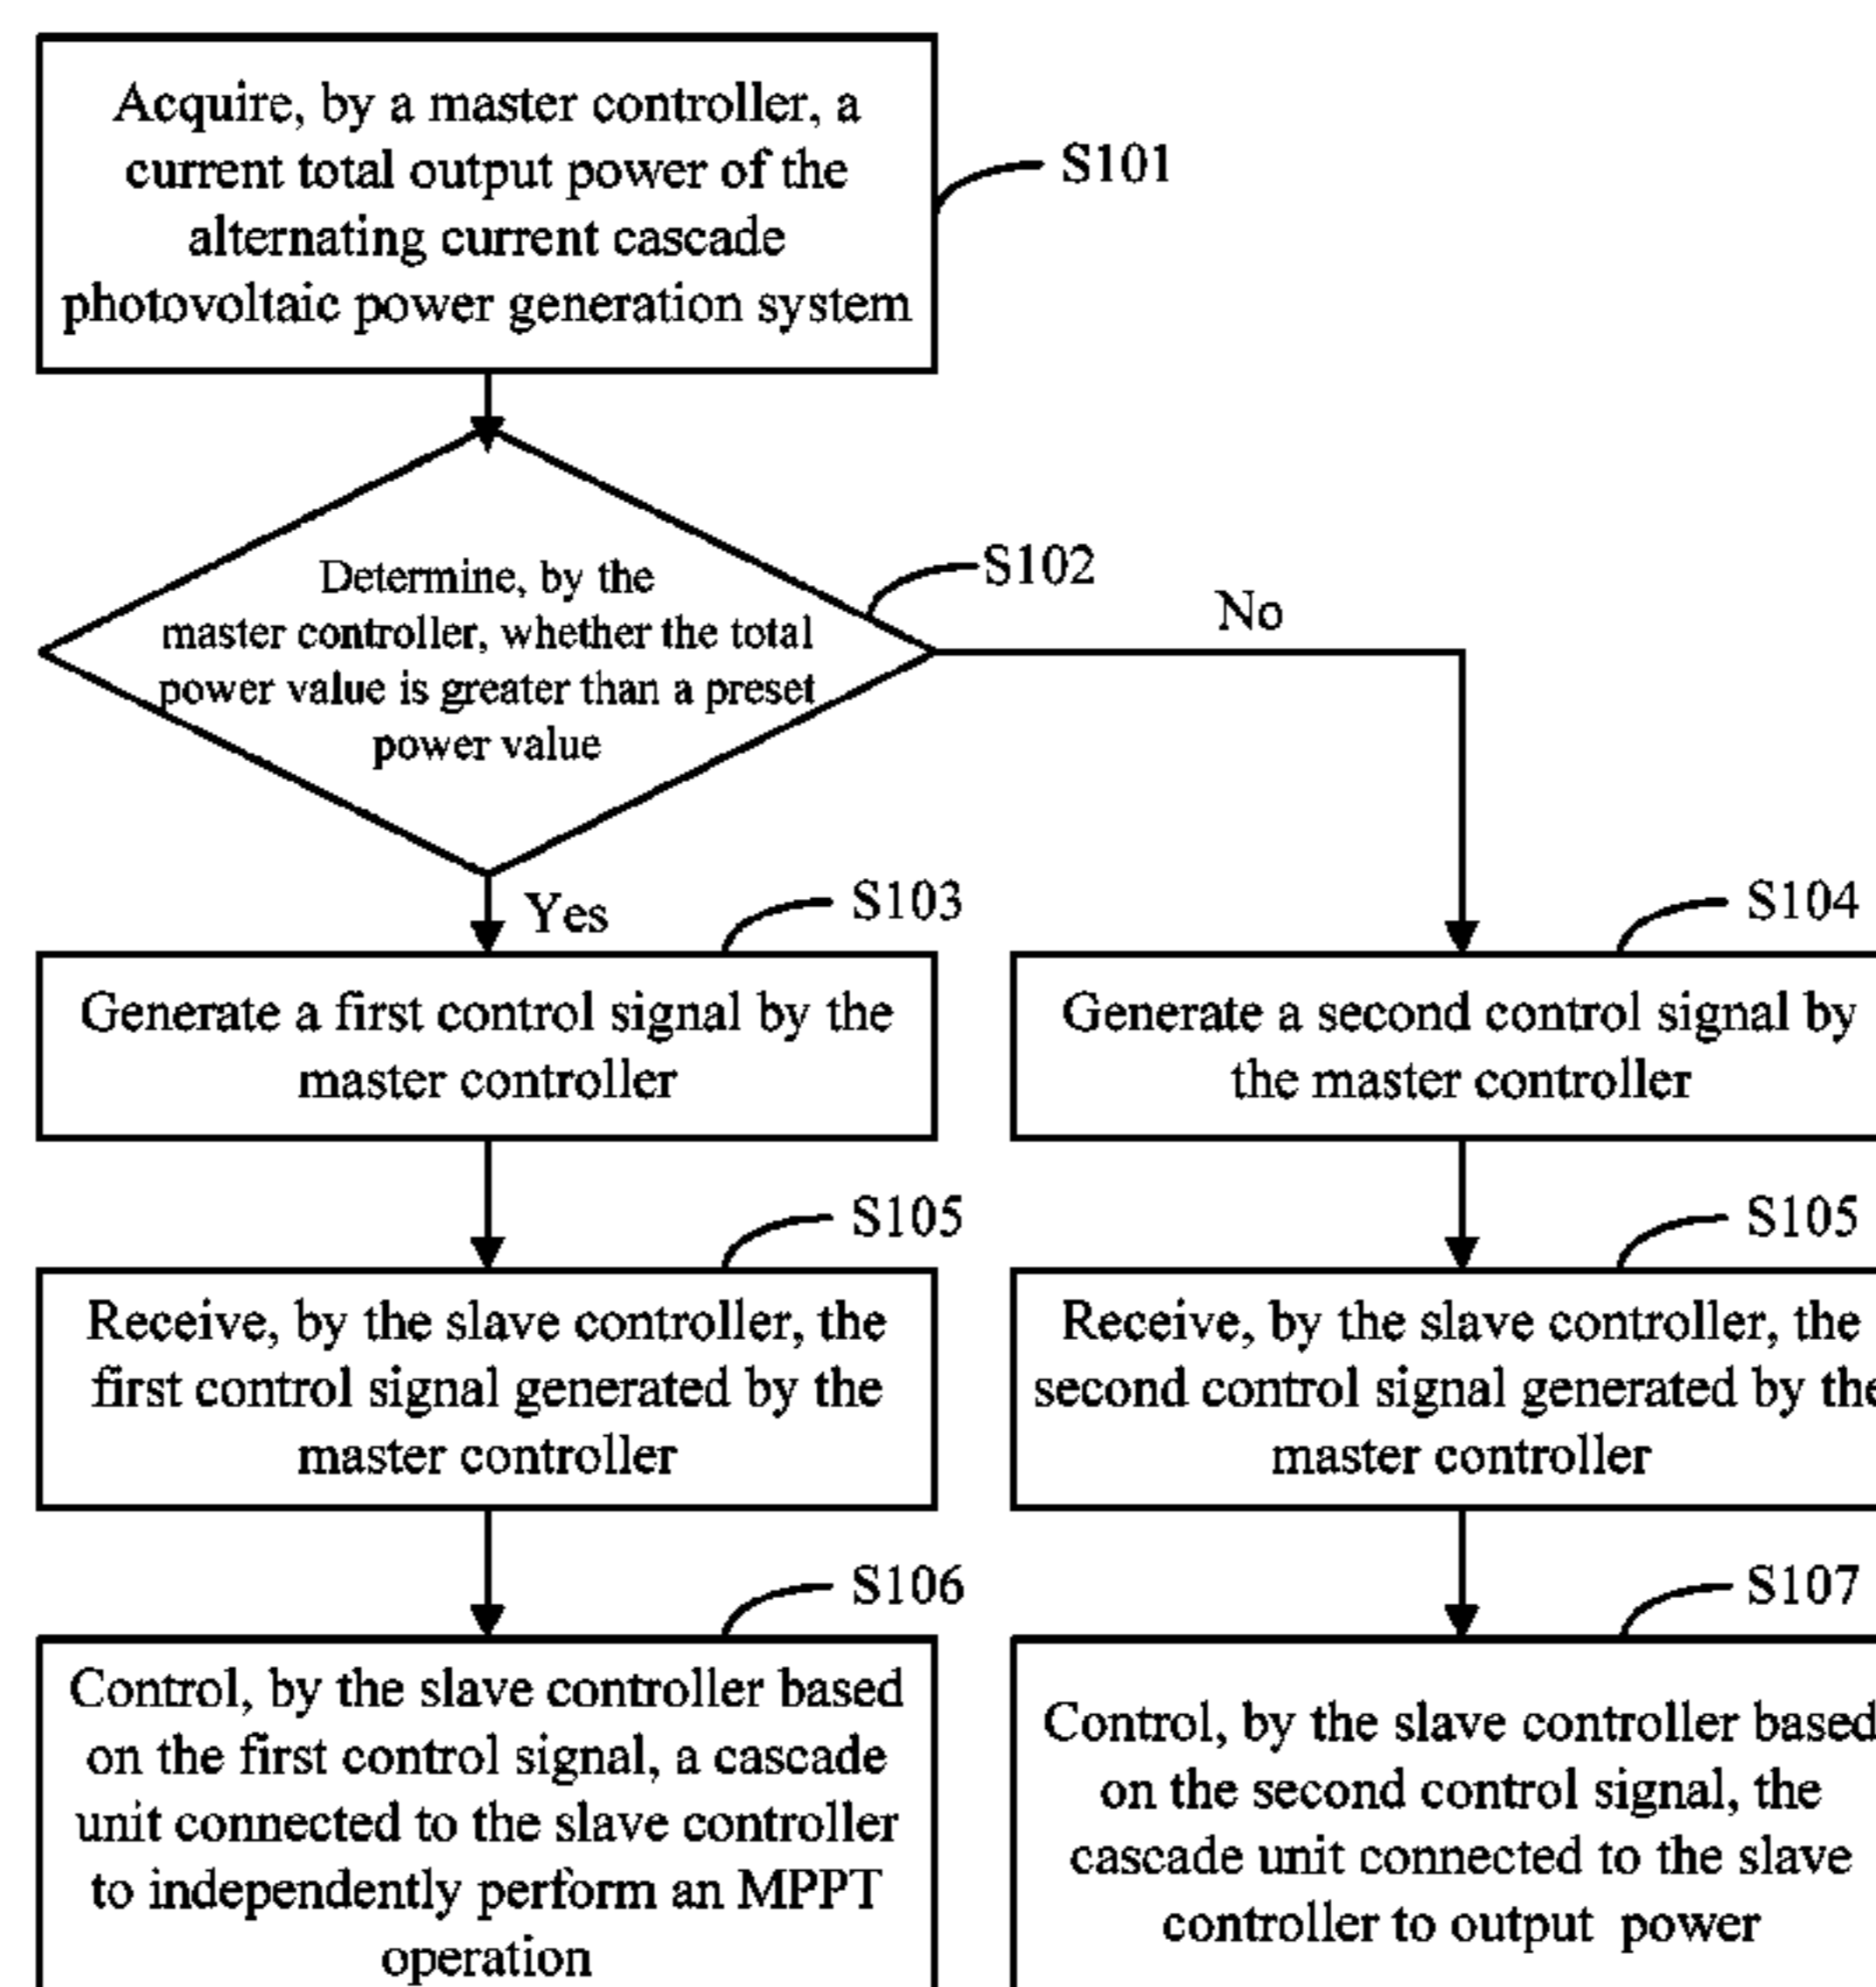 Acquire, by a master controller, a
current total output power of the
alternating current cascade
photovoltaic power generation system
S101
Determine, by the
master controller, whether the total
power value is greater than a preset
power value
S102
No
Yes
S103
Generate a first control signal by the
master controller
S104
Generate a second control signal by
the master controller
S105
Receive, by the slave controller, the
first control signal generated by the
master controller
S105
Receive, by the slave controller, the
second control signal generated by the
master controller
S106
Control, by the slave controller based
on the first control signal, a cascade
unit connected to the slave controller
to independently perform an MPPT
operation
S107
Control, by the slave controller based
on the second control signal, the
cascade unit connected to the slave
controller to output power